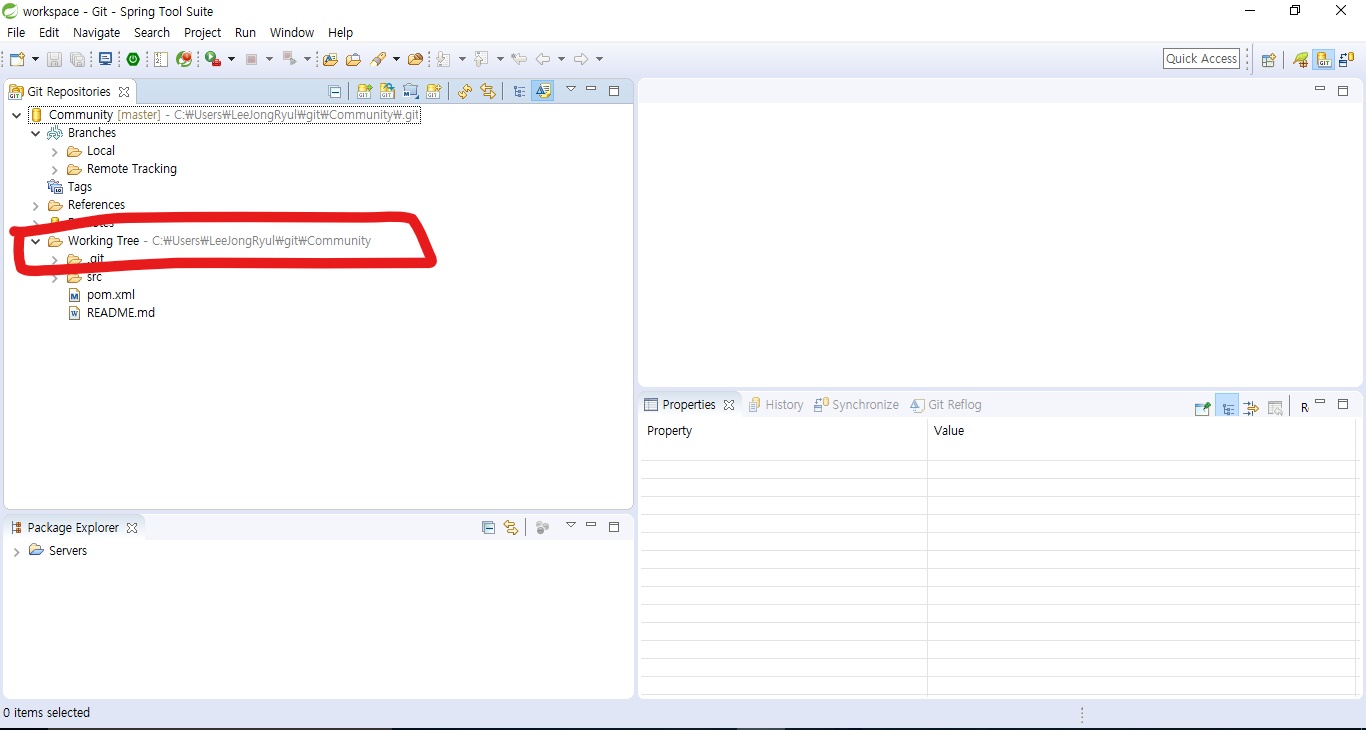 workspace - Git - Spring Tool Suite
File Edit Navigate Search Project Run Window Help
Quick Access
Git Repositories
Community [master] - C:₩Users₩LeeJongRyul₩git₩Community₩.git
Branches
Local
Remote Tracking
Tags
References
Remotes
Working Tree - C:₩Users₩LeeJongRyul₩git₩Community
.git
src
pom.xml
README.md
Properties History Synchronize Git Reflog
Property Value
Package Explorer
Servers
0 items selected